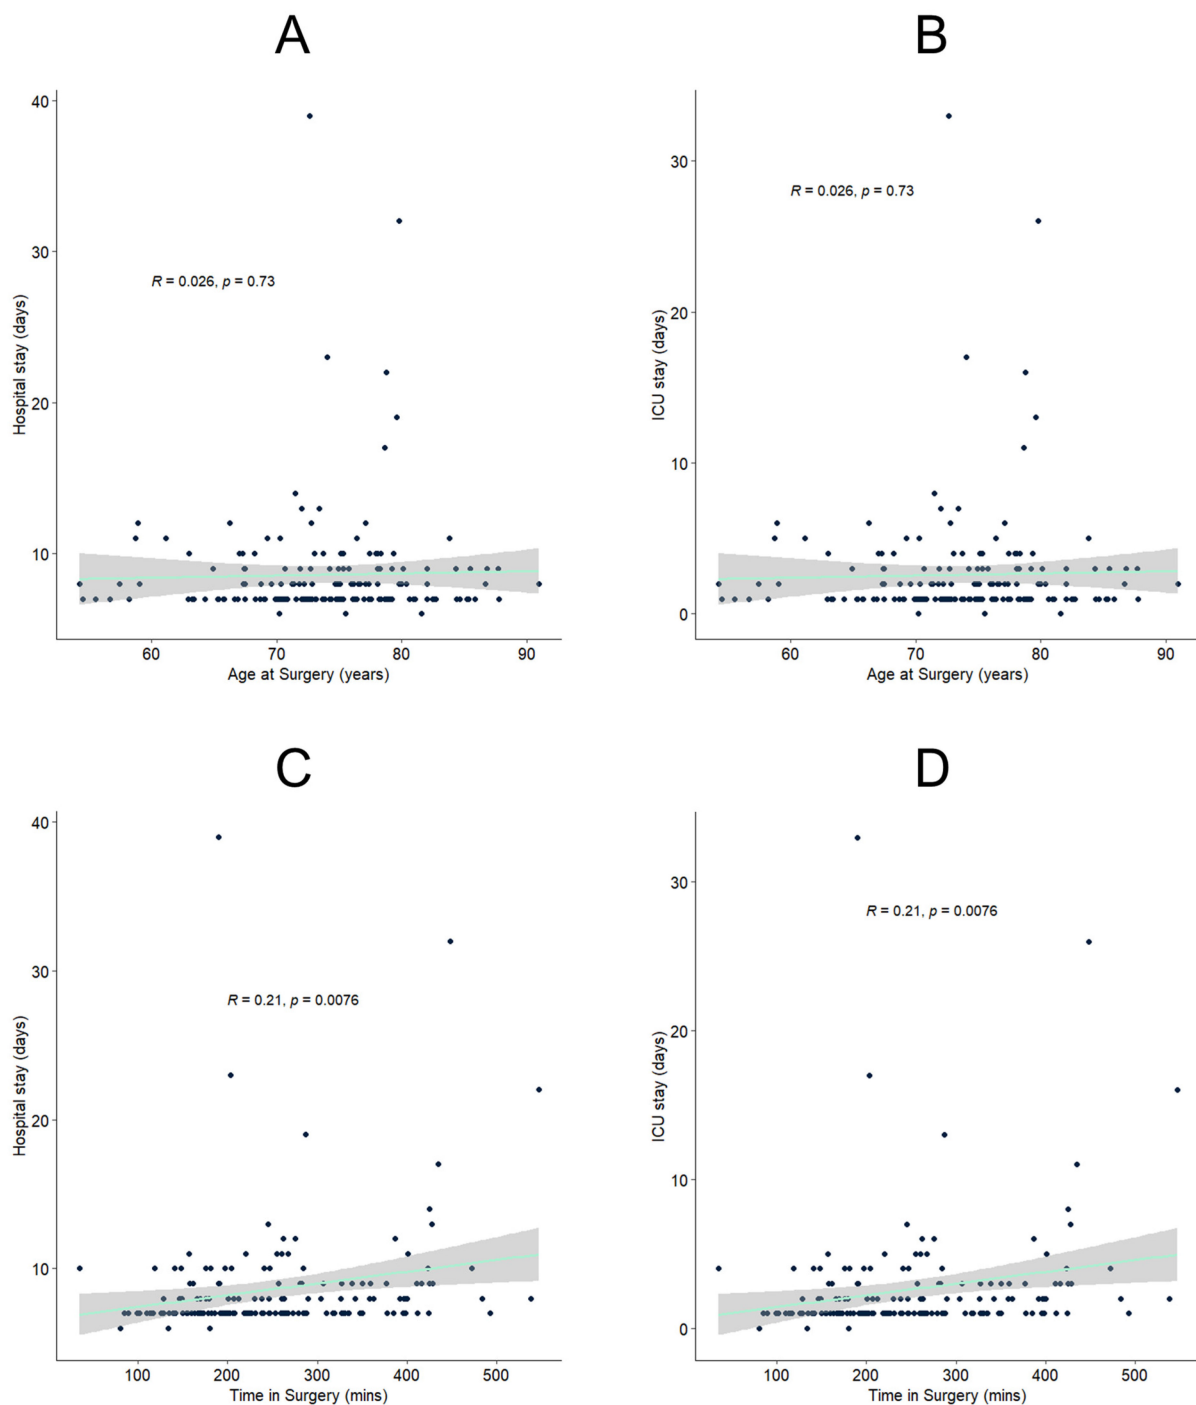 A
B
40
30
20
10
Hospital stay (days)
R = 0.026, p = 0.73
60 70 80 90
Age at Surgery (years)
30
20
10
0
ICU stay (days)
R = 0.026, p = 0.73
60 70 80 90
Age at Surgery (years)
C
D
40
30
20
10
Hospital stay (days)
R = 0.21, p = 0.0076
100 200 300 400 500
Time in Surgery (mins)
30
20
10
0
ICU stay (days)
R = 0.21, p = 0.0076
100 200 300 400 500
Time in Surgery (mins)